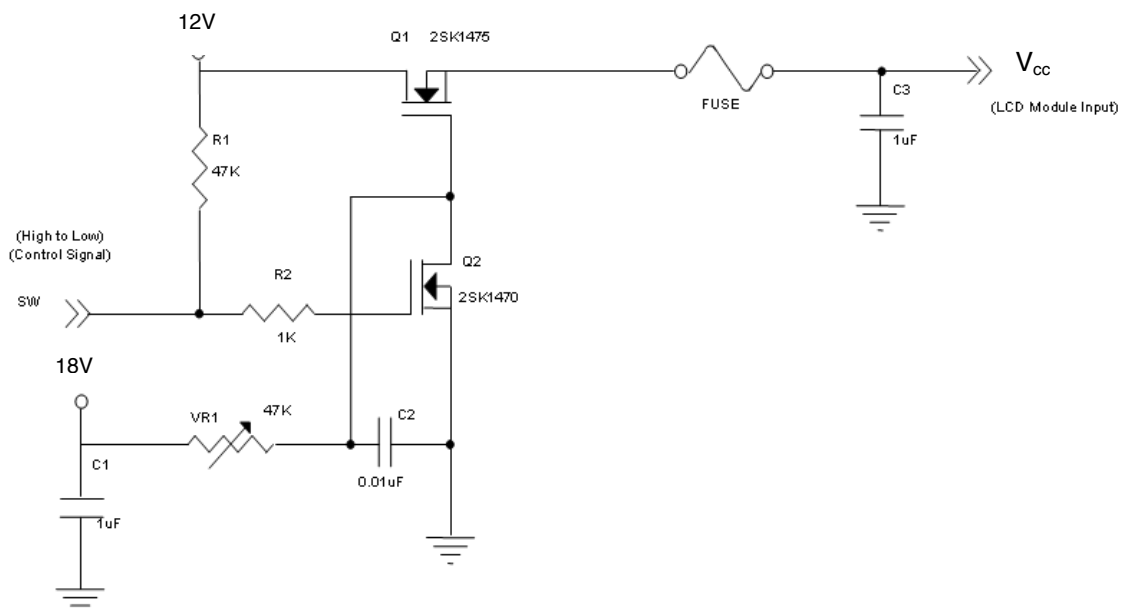 12V
Q1 2SK1475
V_cc
FUSE
C3
(LCD Module Input)
1uF
R1
47K
(High to Low)
(Control Signal)
R2
Q2
SW
2SK1470
1K
18V
VR1
47K
C2
C1
0.01uF
1uF